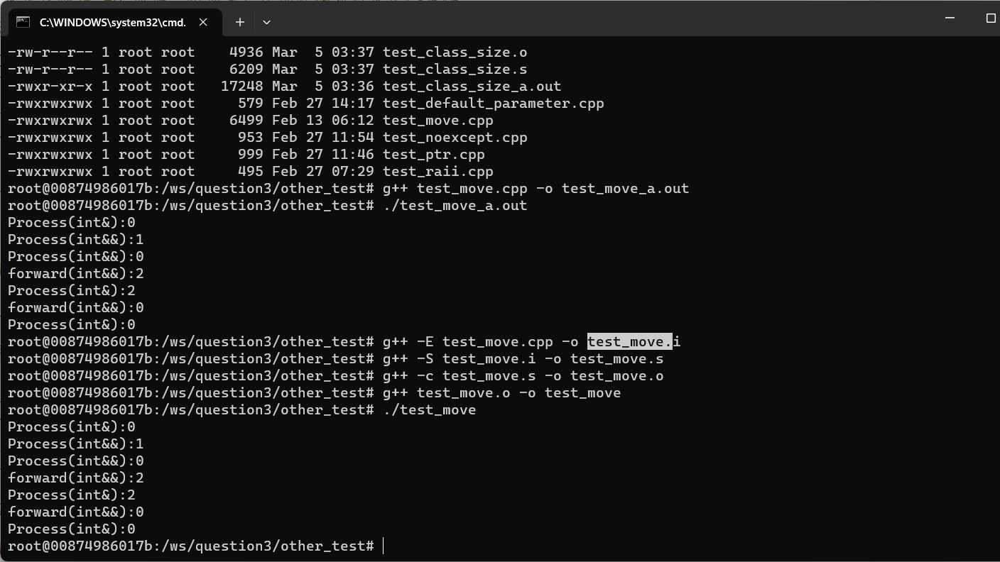 C:\WINDOWS\system32\cmd.
-rw-r--r-- 1 root root    4936 Mar  5 03:37 test_class_size.o
-rw-r--r-- 1 root root    6209 Mar  5 03:37 test_class_size.s
-rwxr-xr-x 1 root root   17248 Mar  5 03:36 test_class_size_a.out
-rwxrwxrwx 1 root root     579 Feb 27 14:17 test_default_parameter.cpp
-rwxrwxrwx 1 root root    6499 Feb 13 06:12 test_move.cpp
-rwxrwxrwx 1 root root     953 Feb 27 11:54 test_noexcept.cpp
-rwxrwxrwx 1 root root     999 Feb 27 11:46 test_ptr.cpp
-rwxrwxrwx 1 root root     495 Feb 27 07:29 test_raii.cpp
root@00874986017b:/ws/question3/other_test# g++ test_move.cpp -o test_move_a.out
root@00874986017b:/ws/question3/other_test# ./test_move_a.out
Process(int&):0
Process(int&&):1
Process(int&&):0
forward(int&&):2
Process(int&):2
forward(int&&):0
Process(int&):0
root@00874986017b:/ws/question3/other_test# g++ -E test_move.cpp -o test_move.i
root@00874986017b:/ws/question3/other_test# g++ -S test_move.i -o test_move.s
root@00874986017b:/ws/question3/other_test# g++ -c test_move.s -o test_move.o
root@00874986017b:/ws/question3/other_test# g++ test_move.o -o test_move
root@00874986017b:/ws/question3/other_test# ./test_move
Process(int&):0
Process(int&&):1
Process(int&&):0
forward(int&&):2
Process(int&):2
forward(int&&):0
Process(int&):0
root@00874986017b:/ws/question3/other_test#